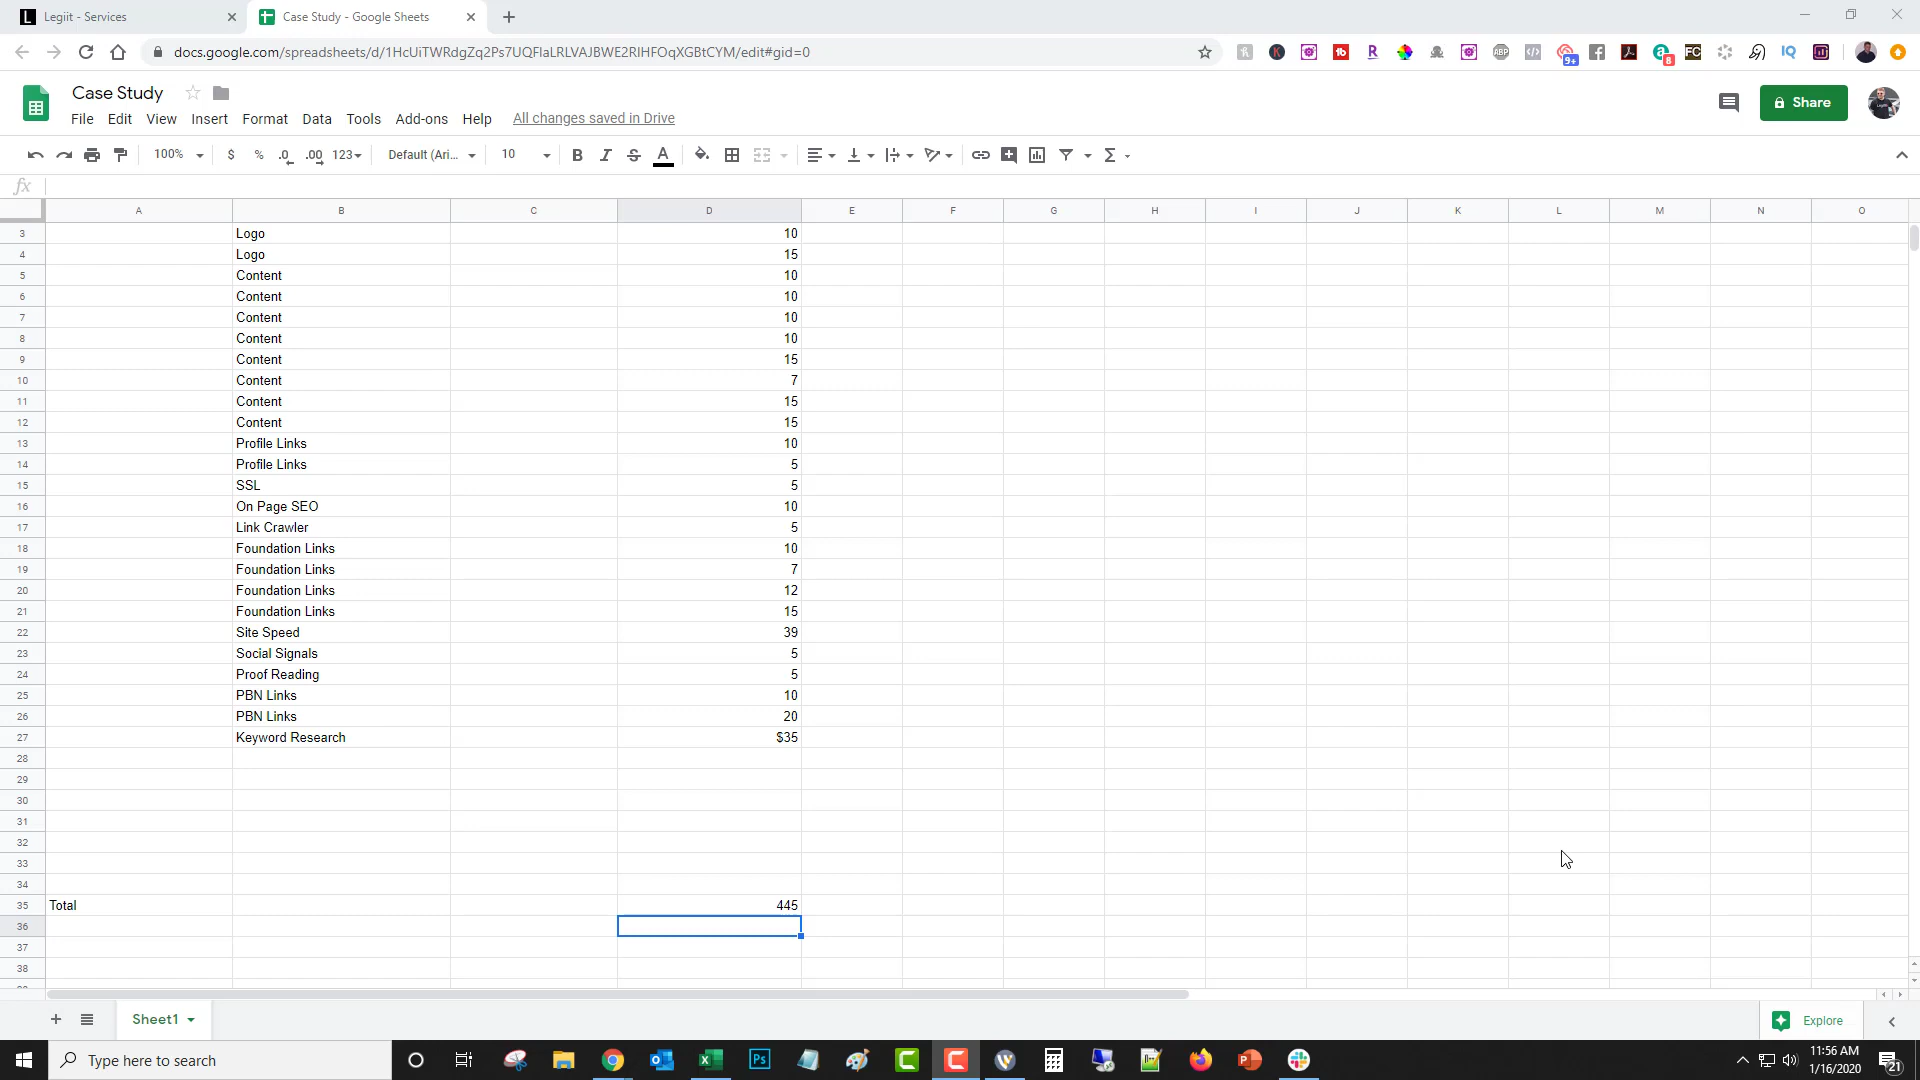 Legiit - Services
Case Study - Google Sheets
docs.google.com/spreadsheets/d/1HcUiTWRdgZq2Ps7UQFlaLRLVAJBWE2RlHFOqXGBtCYM/edit#gid=0
Case Study
Share
File Edit View Insert Format Data Tools Add-ons Help All changes saved in Drive
100% $ % .0 .00 123 Default (Ari... 10 B I S A
fx
A B C D E F G H I J K L M N O
3 Logo 10
4 Logo 15
5 Content 10
6 Content 10
7 Content 10
8 Content 10
9 Content 15
10 Content 7
11 Content 15
12 Content 15
13 Profile Links 10
14 Profile Links 5
15 SSL 5
16 On Page SEO 10
17 Link Crawler 5
18 Foundation Links 10
19 Foundation Links 7
20 Foundation Links 12
21 Foundation Links 15
22 Site Speed 39
23 Social Signals 5
24 Proof Reading 5
25 PBN Links 10
26 PBN Links 20
27 Keyword Research $35
28
29
30
31
32
33
34
35 Total 445
36
37
38
Sheet1
Explore
Type here to search
11:56 AM
1/16/2020
21